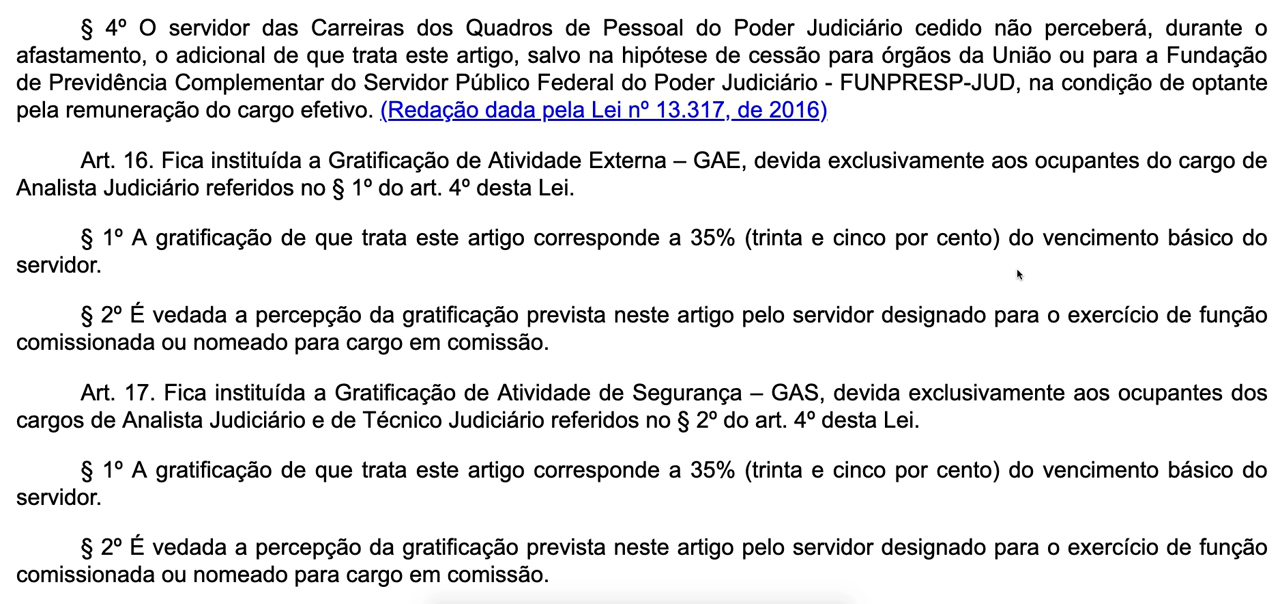 § 4º O servidor das Carreiras dos Quadros de Pessoal do Poder Judiciário cedido não perceberá, durante o
afastamento, o adicional de que trata este artigo, salvo na hipótese de cessão para órgãos da União ou para a Fundação
de Previdência Complementar do Servidor Público Federal do Poder Judiciário - FUNPRESP-JUD, na condição de optante
pela remuneração do cargo efetivo. (Redação dada pela Lei nº 13.317, de 2016)
Art. 16. Fica instituída a Gratificação de Atividade Externa – GAE, devida exclusivamente aos ocupantes do cargo de
Analista Judiciário referidos no § 1º do art. 4º desta Lei.
§ 1º A gratificação de que trata este artigo corresponde a 35% (trinta e cinco por cento) do vencimento básico do
servidor.
§ 2º É vedada a percepção da gratificação prevista neste artigo pelo servidor designado para o exercício de função
comissionada ou nomeado para cargo em comissão.
Art. 17. Fica instituída a Gratificação de Atividade de Segurança – GAS, devida exclusivamente aos ocupantes dos
cargos de Analista Judiciário e de Técnico Judiciário referidos no § 2º do art. 4º desta Lei.
§ 1º A gratificação de que trata este artigo corresponde a 35% (trinta e cinco por cento) do vencimento básico do
servidor.
§ 2º É vedada a percepção da gratificação prevista neste artigo pelo servidor designado para o exercício de função
comissionada ou nomeado para cargo em comissão.